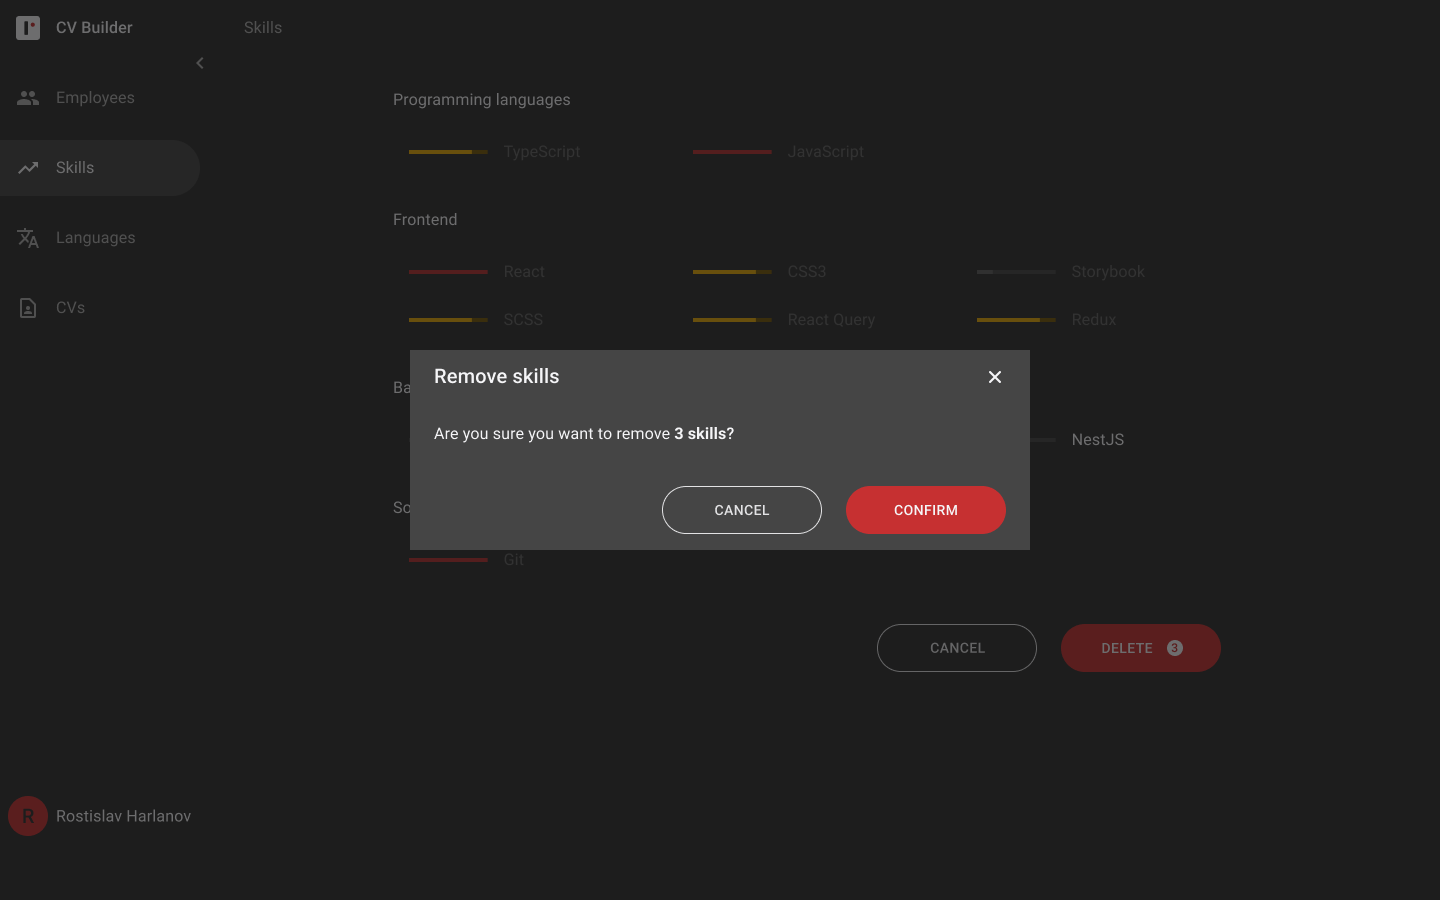 CV Builder
Skills
Employees
Skills
Languages
CVs
Rostislav Harlanov
Programming languages
TypeScript
JavaScript
Frontend
React
CSS3
Storybook
SCSS
React Query
Redux
Ba
NestJS
So
Git
Remove skills
Are you sure you want to remove 3 skills?
CANCEL
CONFIRM
CANCEL
DELETE 3
R